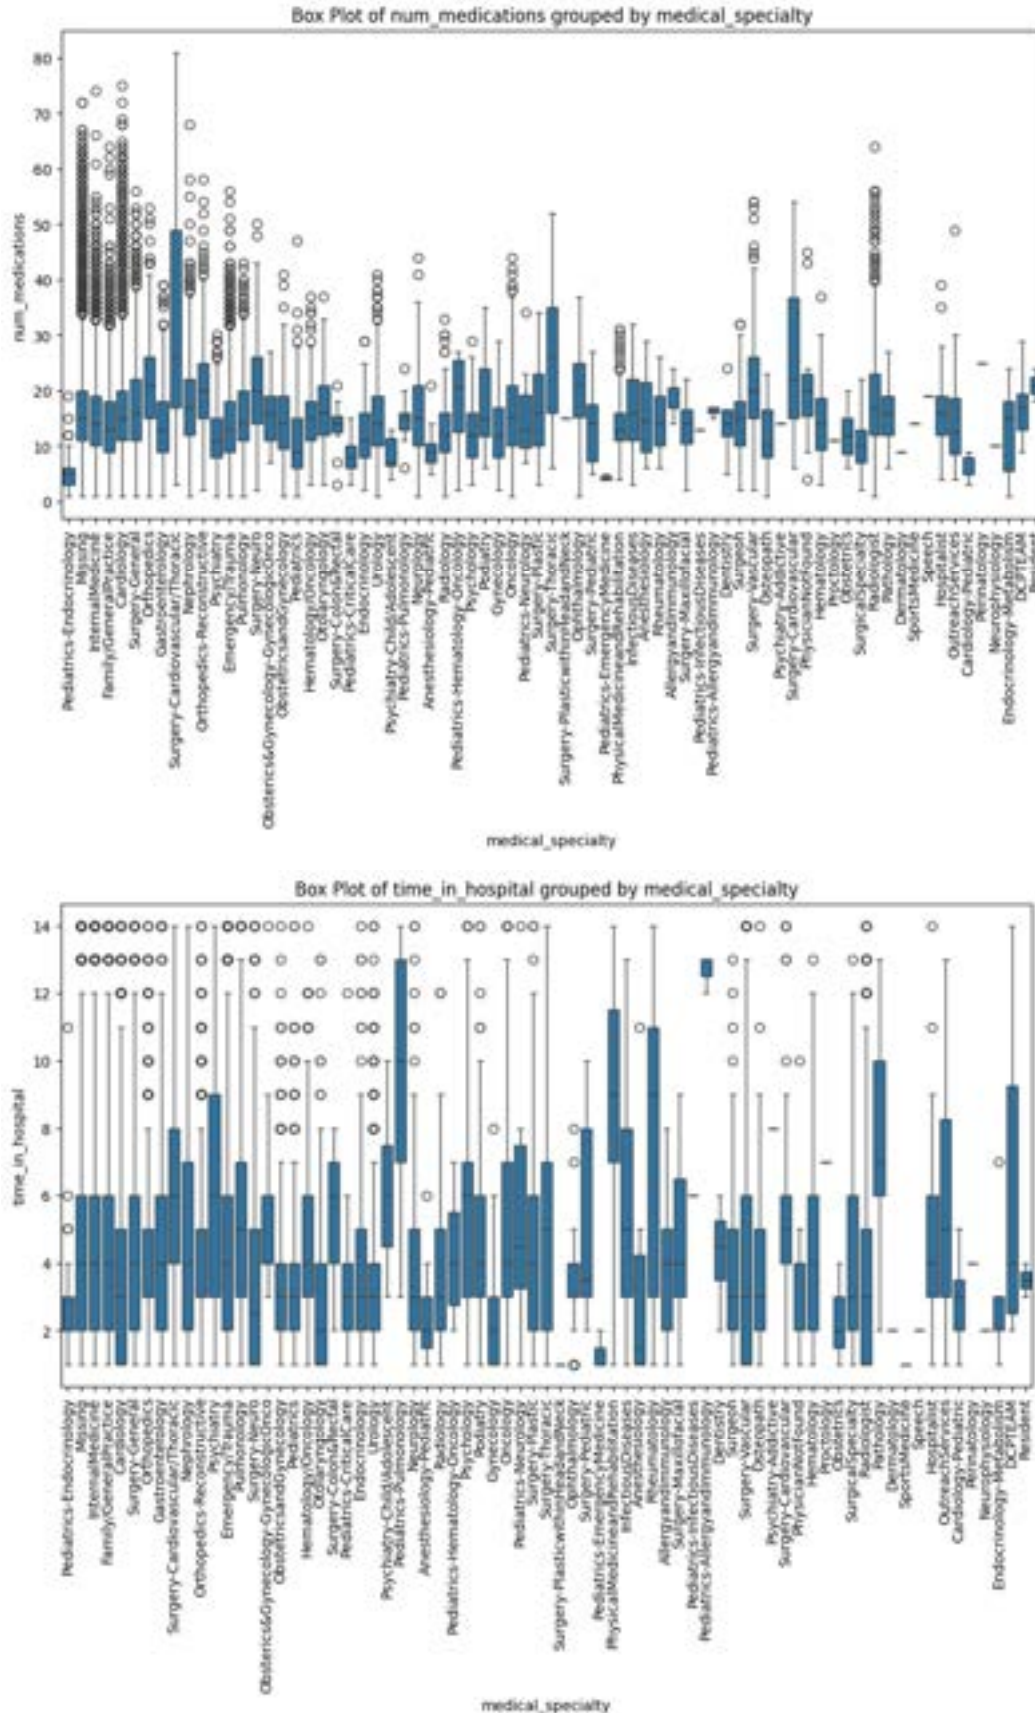 Box Plot of num_medications grouped by medical_specialty
80
70
60
50
40
30
20
10
0
num_medications
Pediatrics-Endocrinology
Missing
InternalMedicine
Family/GeneralPractice
Cardiology
Surgery-General
Orthopedics
Gastroenterology
Surgery-Cardiovascular/Thoracic
Nephrology
Orthopedics-Reconstructive
Psychiatry
Emergency/Trauma
Pulmonology
Surgery-Neuro
Obsterics&Gynecology-GynecologicOnco
ObstetricsandGynecology
Pediatrics
Hematology/Oncology
Otolaryngology
Surgery-Colon&Rectal
Pediatrics-CriticalCare
Endocrinology
Urology
Psychiatry-Child/Adolescent
Pediatrics-Pulmonology
Neurology
Anesthesiology-Pediatric
Radiology
Pediatrics-Hematology-Oncology
Psychology
Podiatry
Gynecology
Oncology
Pediatrics-Neurology
Surgery-Plastic
Surgery-Thoracic
Surgery-PlasticwithinHeadandNeck
Ophthalmology
Surgery-Pediatric
Pediatrics-EmergencyMedicine
PhysicalMedicineandRehabilitation
InfectiousDiseases
Anesthesiology
Rheumatology
AllergyandImmunology
Surgery-Maxillofacial
Pediatrics-InfectiousDiseases
Pediatrics-AllergyandImmunology
Dentistry
Surgeon
Surgery-Vascular
Osteopath
Psychiatry-Addictive
Surgery-Cardiovascular
PhysicianNotFound
Hematology
Proctology
Obstetrics
SurgicalSpecialty
Radiologist
Pathology
Dermatology
SportsMedicine
Speech
Hospitalist
OutreachServices
Cardiology-Pediatric
Perinatology
Neurophysiology
Endocrinology-Metabolism
DCPTEAM
Resident
medical_specialty
Box Plot of time_in_hospital grouped by medical_specialty
14
12
10
8
6
4
2
time_in_hospital
Pediatrics-Endocrinology
Missing
InternalMedicine
Family/GeneralPractice
Cardiology
Surgery-General
Orthopedics
Gastroenterology
Surgery-Cardiovascular/Thoracic
Nephrology
Orthopedics-Reconstructive
Psychiatry
Emergency/Trauma
Pulmonology
Surgery-Neuro
Obsterics&Gynecology-GynecologicOnco
ObstetricsandGynecology
Pediatrics
Hematology/Oncology
Otolaryngology
Surgery-Colon&Rectal
Pediatrics-CriticalCare
Endocrinology
Urology
Psychiatry-Child/Adolescent
Pediatrics-Pulmonology
Neurology
Anesthesiology-Pediatric
Radiology
Pediatrics-Hematology-Oncology
Psychology
Podiatry
Gynecology
Oncology
Pediatrics-Neurology
Surgery-Plastic
Surgery-Thoracic
Surgery-PlasticwithinHeadandNeck
Ophthalmology
Surgery-Pediatric
Pediatrics-EmergencyMedicine
PhysicalMedicineandRehabilitation
InfectiousDiseases
Anesthesiology
Rheumatology
AllergyandImmunology
Surgery-Maxillofacial
Pediatrics-InfectiousDiseases
Pediatrics-AllergyandImmunology
Dentistry
Surgeon
Surgery-Vascular
Osteopath
Psychiatry-Addictive
Surgery-Cardiovascular
PhysicianNotFound
Hematology
Proctology
Obstetrics
SurgicalSpecialty
Radiologist
Pathology
Dermatology
SportsMedicine
Speech
Hospitalist
OutreachServices
Cardiology-Pediatric
Perinatology
Neurophysiology
Endocrinology-Metabolism
DCPTEAM
Resident
medical_specialty